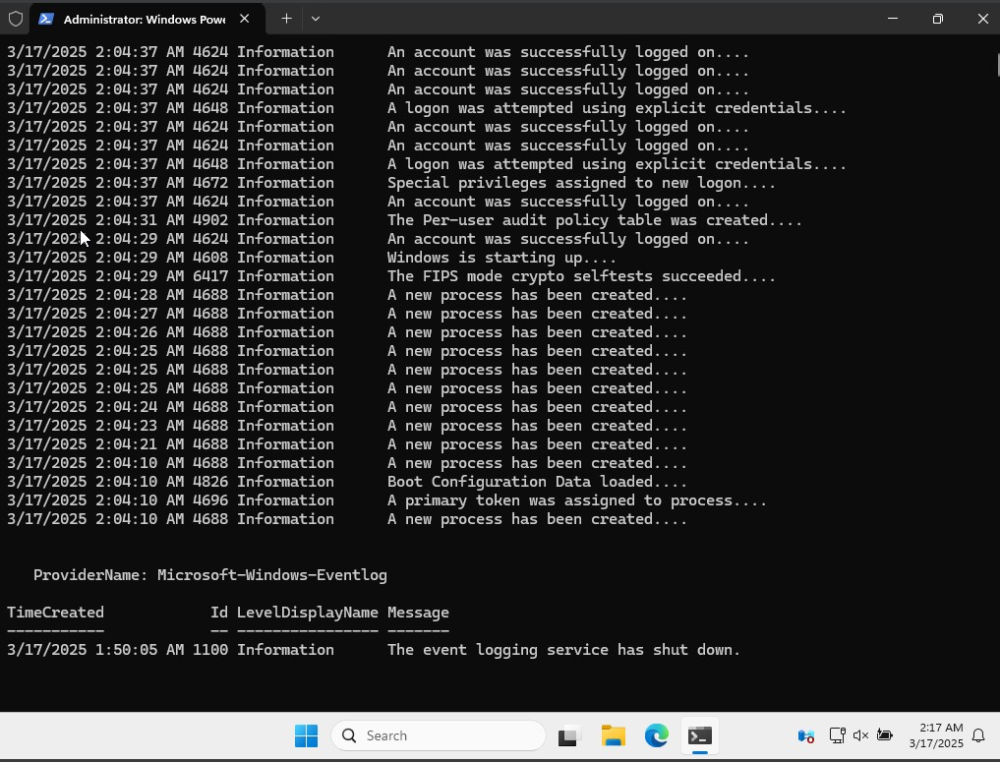 Administrator: Windows Powe
3/17/2025 2:04:37 AM 4624 Information An account was successfully logged on....
3/17/2025 2:04:37 AM 4624 Information An account was successfully logged on....
3/17/2025 2:04:37 AM 4624 Information An account was successfully logged on....
3/17/2025 2:04:37 AM 4648 Information A logon was attempted using explicit credentials....
3/17/2025 2:04:37 AM 4624 Information An account was successfully logged on....
3/17/2025 2:04:37 AM 4624 Information An account was successfully logged on....
3/17/2025 2:04:37 AM 4648 Information A logon was attempted using explicit credentials....
3/17/2025 2:04:37 AM 4672 Information Special privileges assigned to new logon....
3/17/2025 2:04:37 AM 4624 Information An account was successfully logged on....
3/17/2025 2:04:31 AM 4902 Information The Per-user audit policy table was created....
3/17/2025 2:04:29 AM 4624 Information An account was successfully logged on....
3/17/2025 2:04:29 AM 4608 Information Windows is starting up....
3/17/2025 2:04:29 AM 6417 Information The FIPS mode crypto selftests succeeded....
3/17/2025 2:04:28 AM 4688 Information A new process has been created....
3/17/2025 2:04:27 AM 4688 Information A new process has been created....
3/17/2025 2:04:26 AM 4688 Information A new process has been created....
3/17/2025 2:04:25 AM 4688 Information A new process has been created....
3/17/2025 2:04:25 AM 4688 Information A new process has been created....
3/17/2025 2:04:25 AM 4688 Information A new process has been created....
3/17/2025 2:04:24 AM 4688 Information A new process has been created....
3/17/2025 2:04:23 AM 4688 Information A new process has been created....
3/17/2025 2:04:21 AM 4688 Information A new process has been created....
3/17/2025 2:04:10 AM 4688 Information A new process has been created....
3/17/2025 2:04:10 AM 4826 Information Boot Configuration Data loaded....
3/17/2025 2:04:10 AM 4696 Information A primary token was assigned to process....
3/17/2025 2:04:10 AM 4688 Information A new process has been created....
ProviderName: Microsoft-Windows-Eventlog
TimeCreated Id LevelDisplayName Message
----------- -- ---------------- -------
3/17/2025 1:50:05 AM 1100 Information The event logging service has shut down.
Search
2:17 AM
3/17/2025